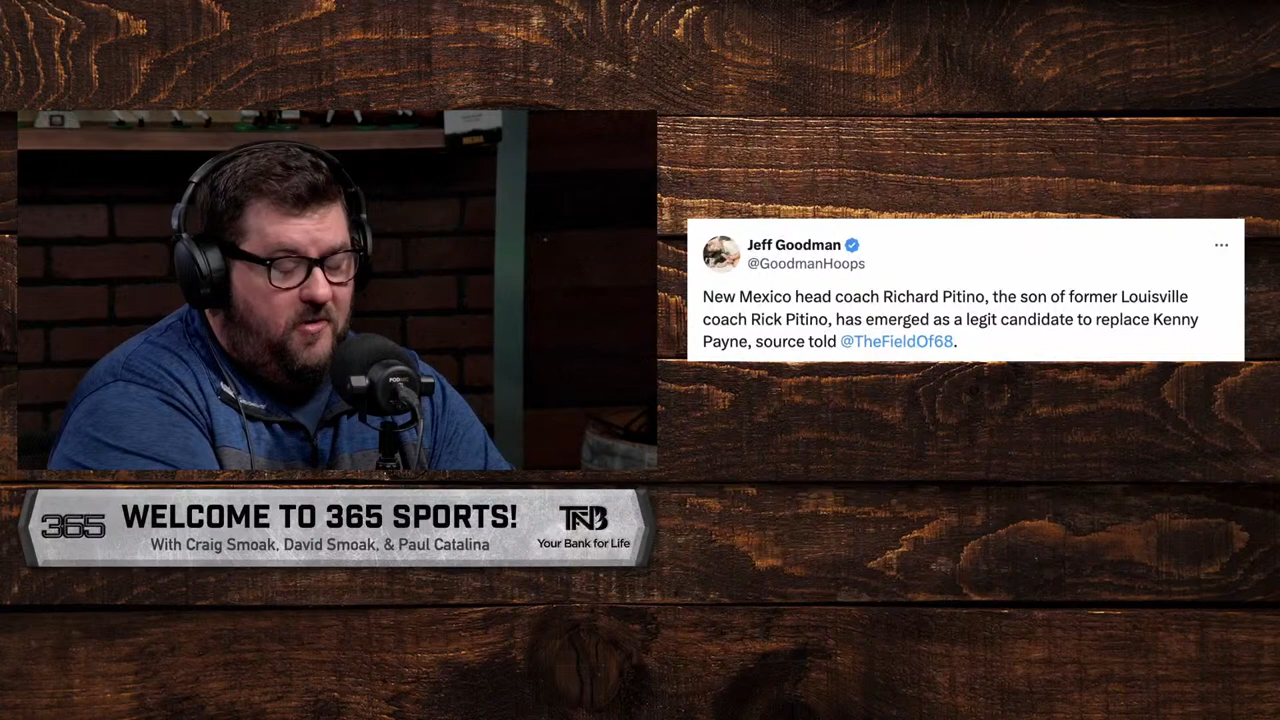 Jeff Goodman
@GoodmanHoops
New Mexico head coach Richard Pitino, the son of former Louisville
coach Rick Pitino, has emerged as a legit candidate to replace Kenny
Payne, source told @TheFieldOf68.
365
WELCOME TO 365 SPORTS!
With Craig Smoak, David Smoak, & Paul Catalina
TFNB
Your Bank for Life